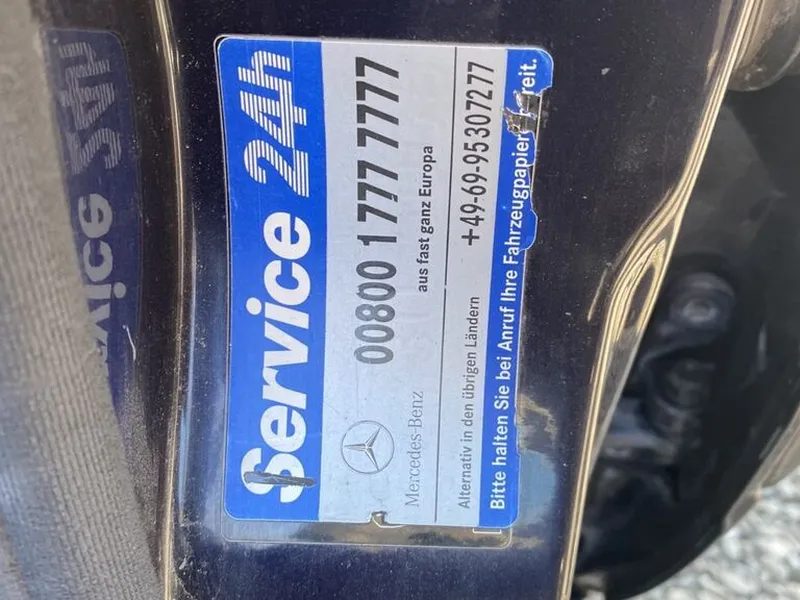 Service 24h
00800 1 777 7777
aus fast ganz Europa
Mercedes-Benz
Alternativ in den übrigen Ländern +49-69-95307277
Bitte halten Sie bei Anruf Ihre Fahrzeugpapiere bereit.